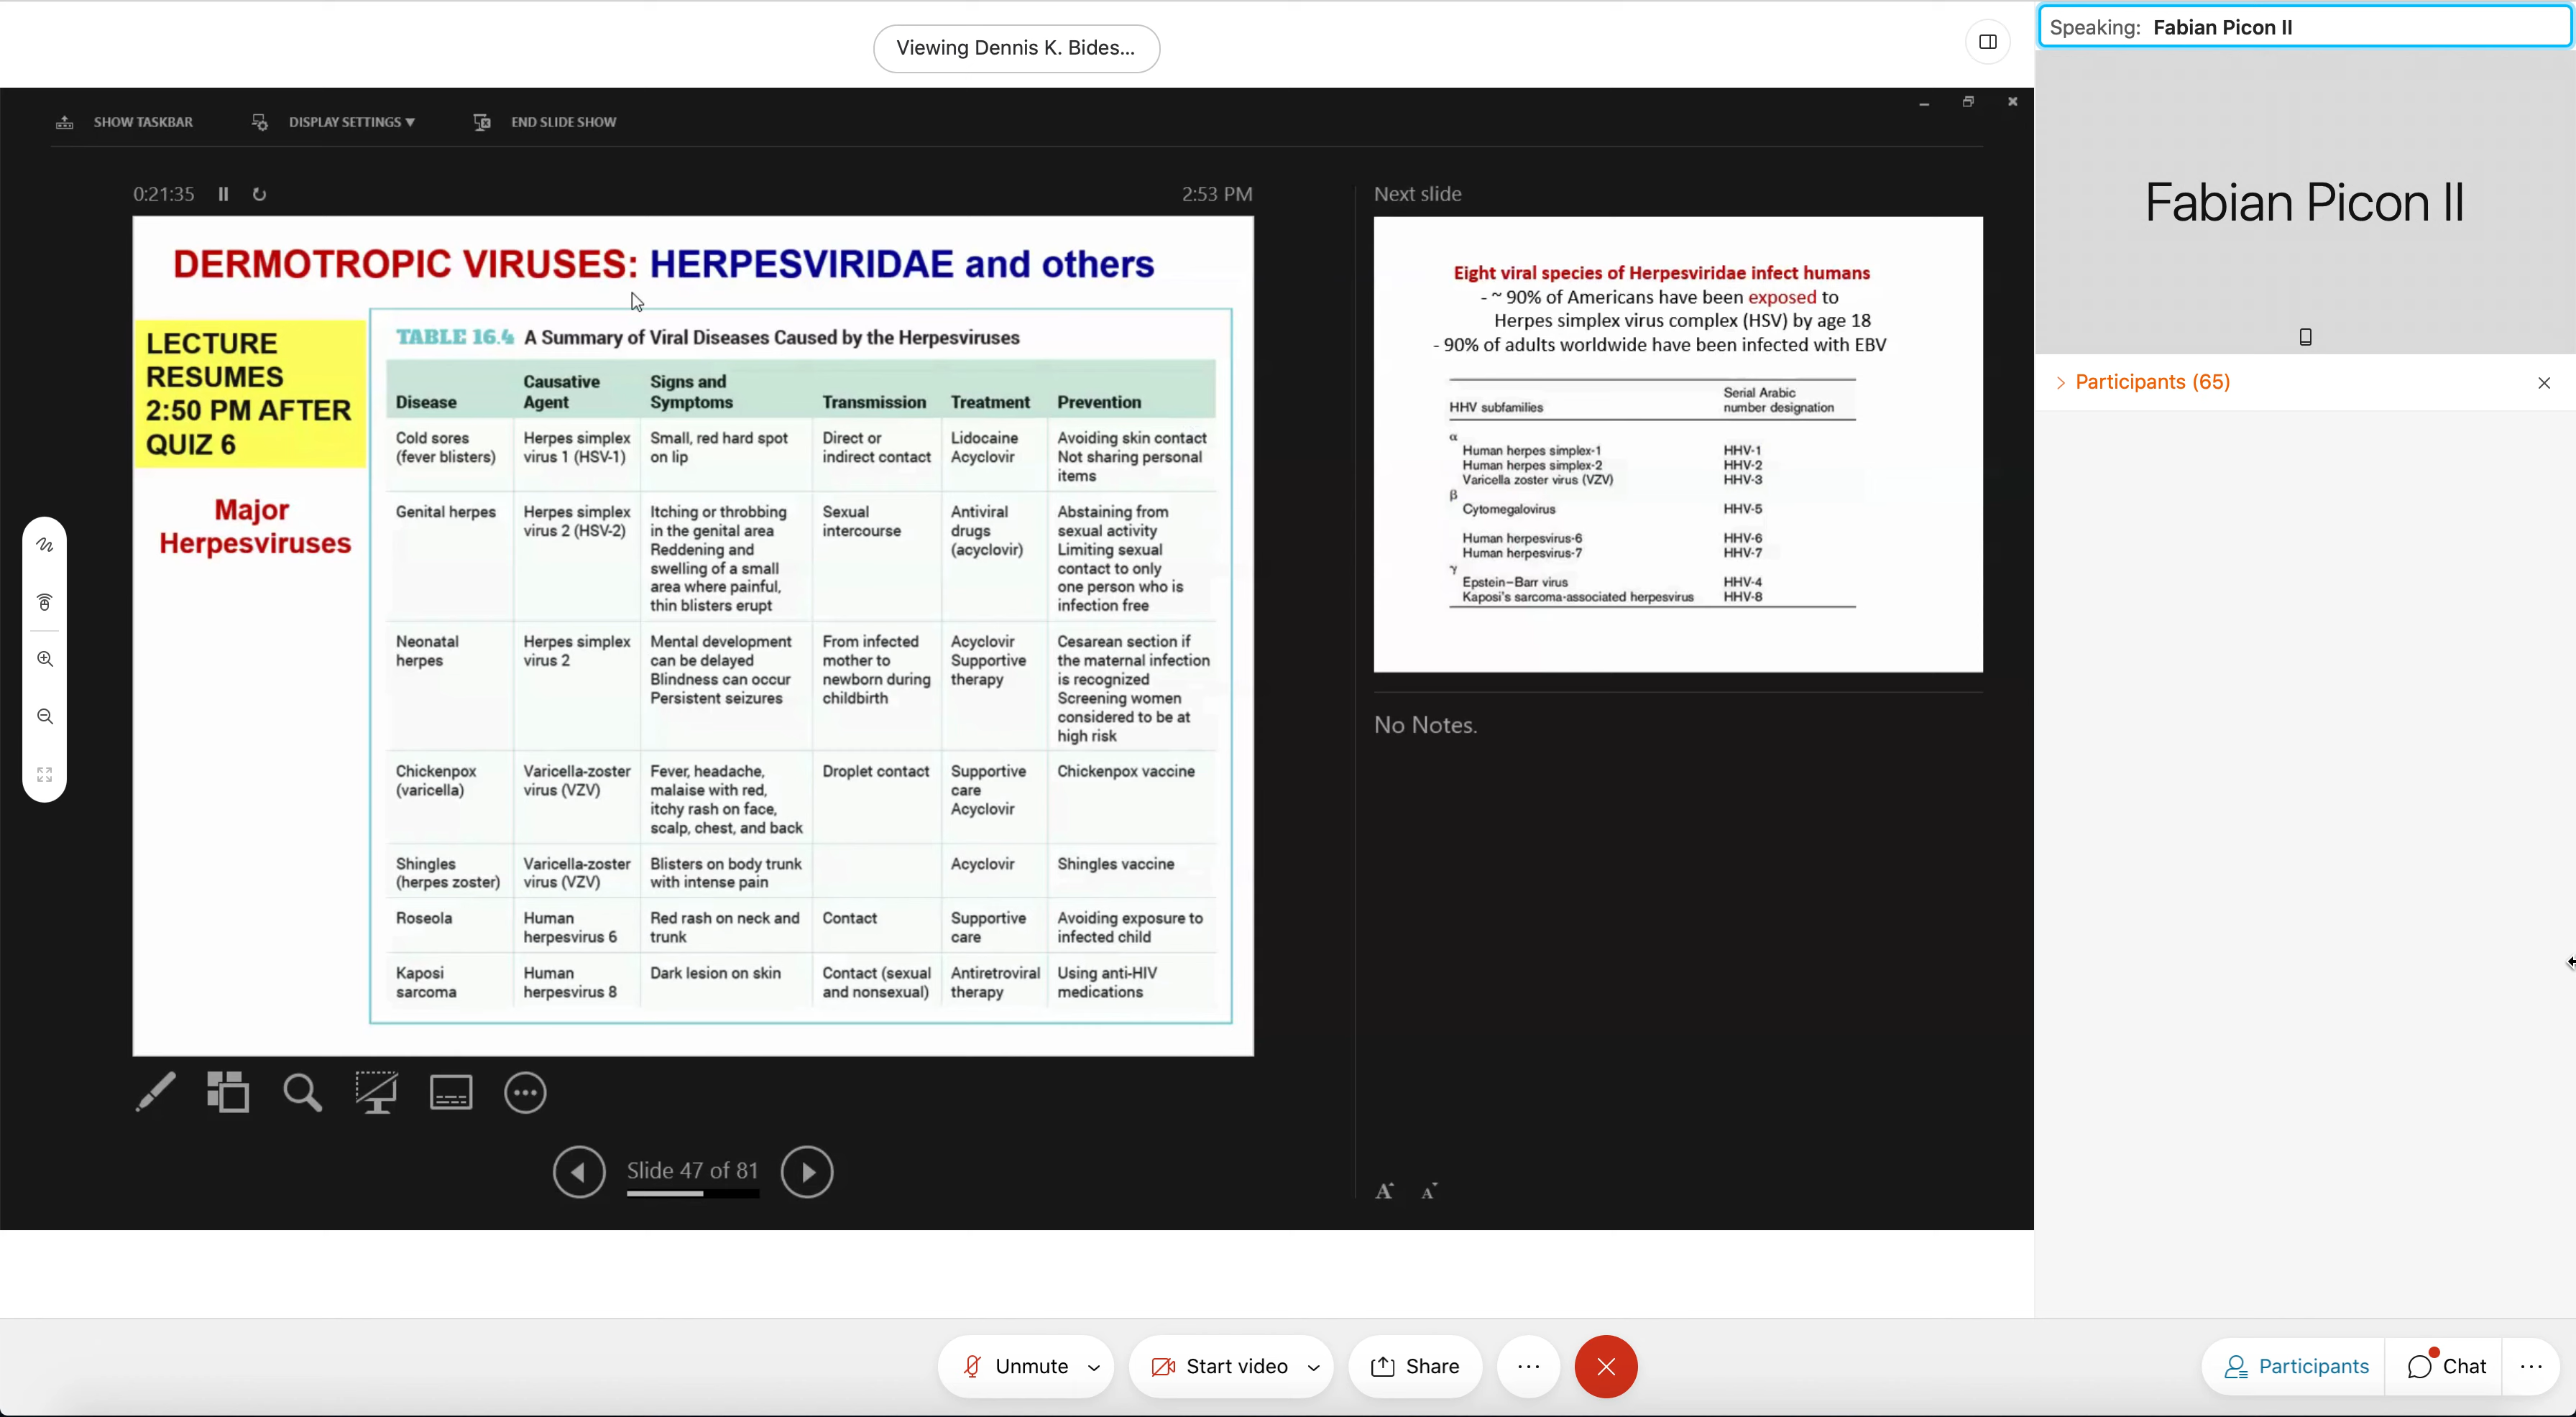 Viewing Dennis K. Bides...
Speaking: Fabian Picon II
Fabian Picon II
Participants (65)
SHOW TASKBAR
DISPLAY SETTINGS ▼
END SLIDE SHOW
0:21:35
2:53 PM
DERMOTROPIC VIRUSES: HERPESVIRIDAE and others
LECTURE
RESUMES
2:50 PM AFTER
QUIZ 6
Major
Herpesviruses
TABLE 16.4 A Summary of Viral Diseases Caused by the Herpesviruses
Disease
Causative
Agent
Signs and
Symptoms
Transmission
Treatment
Prevention
Cold sores
(fever blisters)
Herpes simplex
virus 1 (HSV-1)
Small, red hard spot
on lip
Direct or
indirect contact
Lidocaine
Acyclovir
Avoiding skin contact
Not sharing personal
items
Genital herpes
Herpes simplex
virus 2 (HSV-2)
Itching or throbbing
in the genital area
Reddening and
swelling of a small
area where painful,
thin blisters erupt
Sexual
intercourse
Antiviral
drugs
(acyclovir)
Abstaining from
sexual activity
Limiting sexual
contact to only
one person who is
infection free
Neonatal
herpes
Herpes simplex
virus 2
Mental development
can be delayed
Blindness can occur
Persistent seizures
From infected
mother to
newborn during
childbirth
Acyclovir
Supportive
therapy
Cesarean section if
the maternal infection
is recognized
Screening women
considered to be at
high risk
Chickenpox
(varicella)
Varicella-zoster
virus (VZV)
Fever, headache,
malaise with red,
itchy rash on face,
scalp, chest, and back
Droplet contact
Supportive
care
Acyclovir
Chickenpox vaccine
Shingles
(herpes zoster)
Varicella-zoster
virus (VZV)
Blisters on body trunk
with intense pain
Acyclovir
Shingles vaccine
Roseola
Human
herpesvirus 6
Red rash on neck and
trunk
Contact
Supportive
care
Avoiding exposure to
infected child
Kaposi
sarcoma
Human
herpesvirus 8
Dark lesion on skin
Contact (sexual
and nonsexual)
Antiretroviral
therapy
Using anti-HIV
medications
Slide 47 of 81
Next slide
Eight viral species of Herpesviridae infect humans
- ~ 90% of Americans have been exposed to
Herpes simplex virus complex (HSV) by age 18
- 90% of adults worldwide have been infected with EBV
HHV subfamilies
Serial Arabic
number designation
α
Human herpes simplex-1 HHV-1
Human herpes simplex-2 HHV-2
Varicella zoster virus (VZV) HHV-3
β
Cytomegalovirus HHV-5
Human herpesvirus-6 HHV-6
Human herpesvirus-7 HHV-7
γ
Epstein–Barr virus HHV-4
Kaposi's sarcoma-associated herpesvirus HHV-8
No Notes.
A A
Unmute
Start video
Share
Participants
Chat